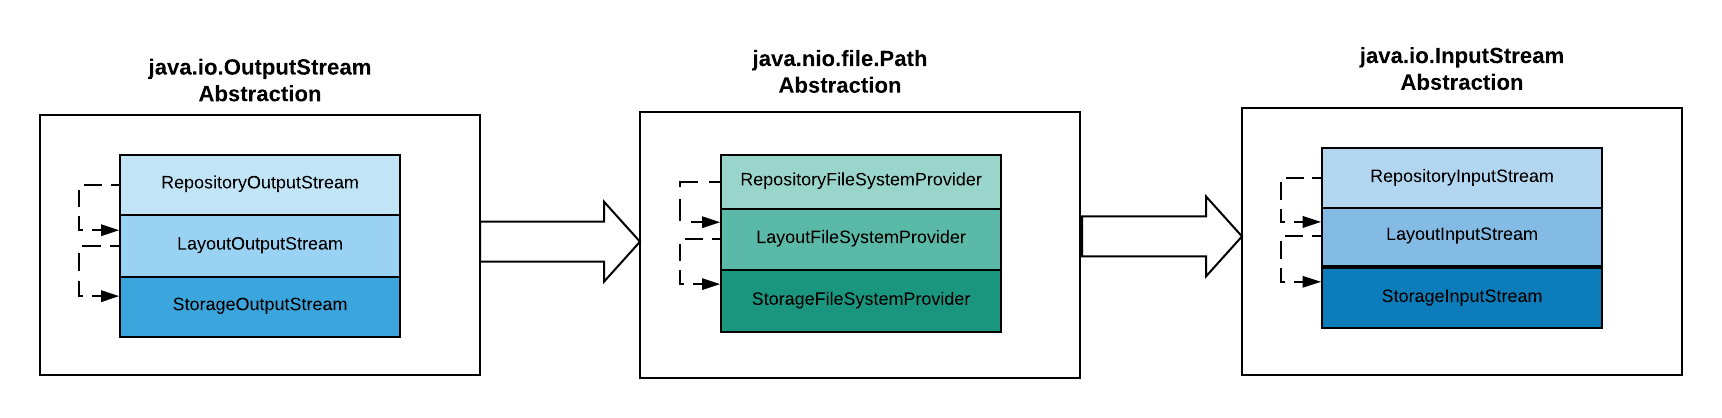 java.io.OutputStream
Abstraction
RepositoryOutputStream
LayoutOutputStream
StorageOutputStream
java.nio.file.Path
Abstraction
RepositoryFileSystemProvider
LayoutFileSystemProvider
StorageFileSystemProvider
java.io.InputStream
Abstraction
RepositoryInputStream
LayoutInputStream
StorageInputStream